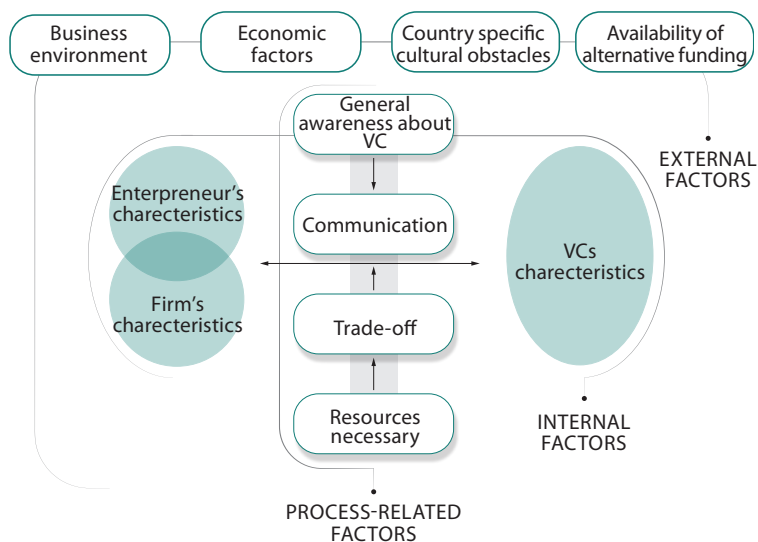 Business
environment
Economic
factors
Country specific
cultural obstacles
Availability of
alternative funding
General
awareness about
VC
EXTERNAL
FACTORS
Enterpreneur's
charecteristics
Communication
VCs
charecteristics
Firm's
charecteristics
Trade-off
Resources
necessary
INTERNAL
FACTORS
PROCESS-RELATED
FACTORS